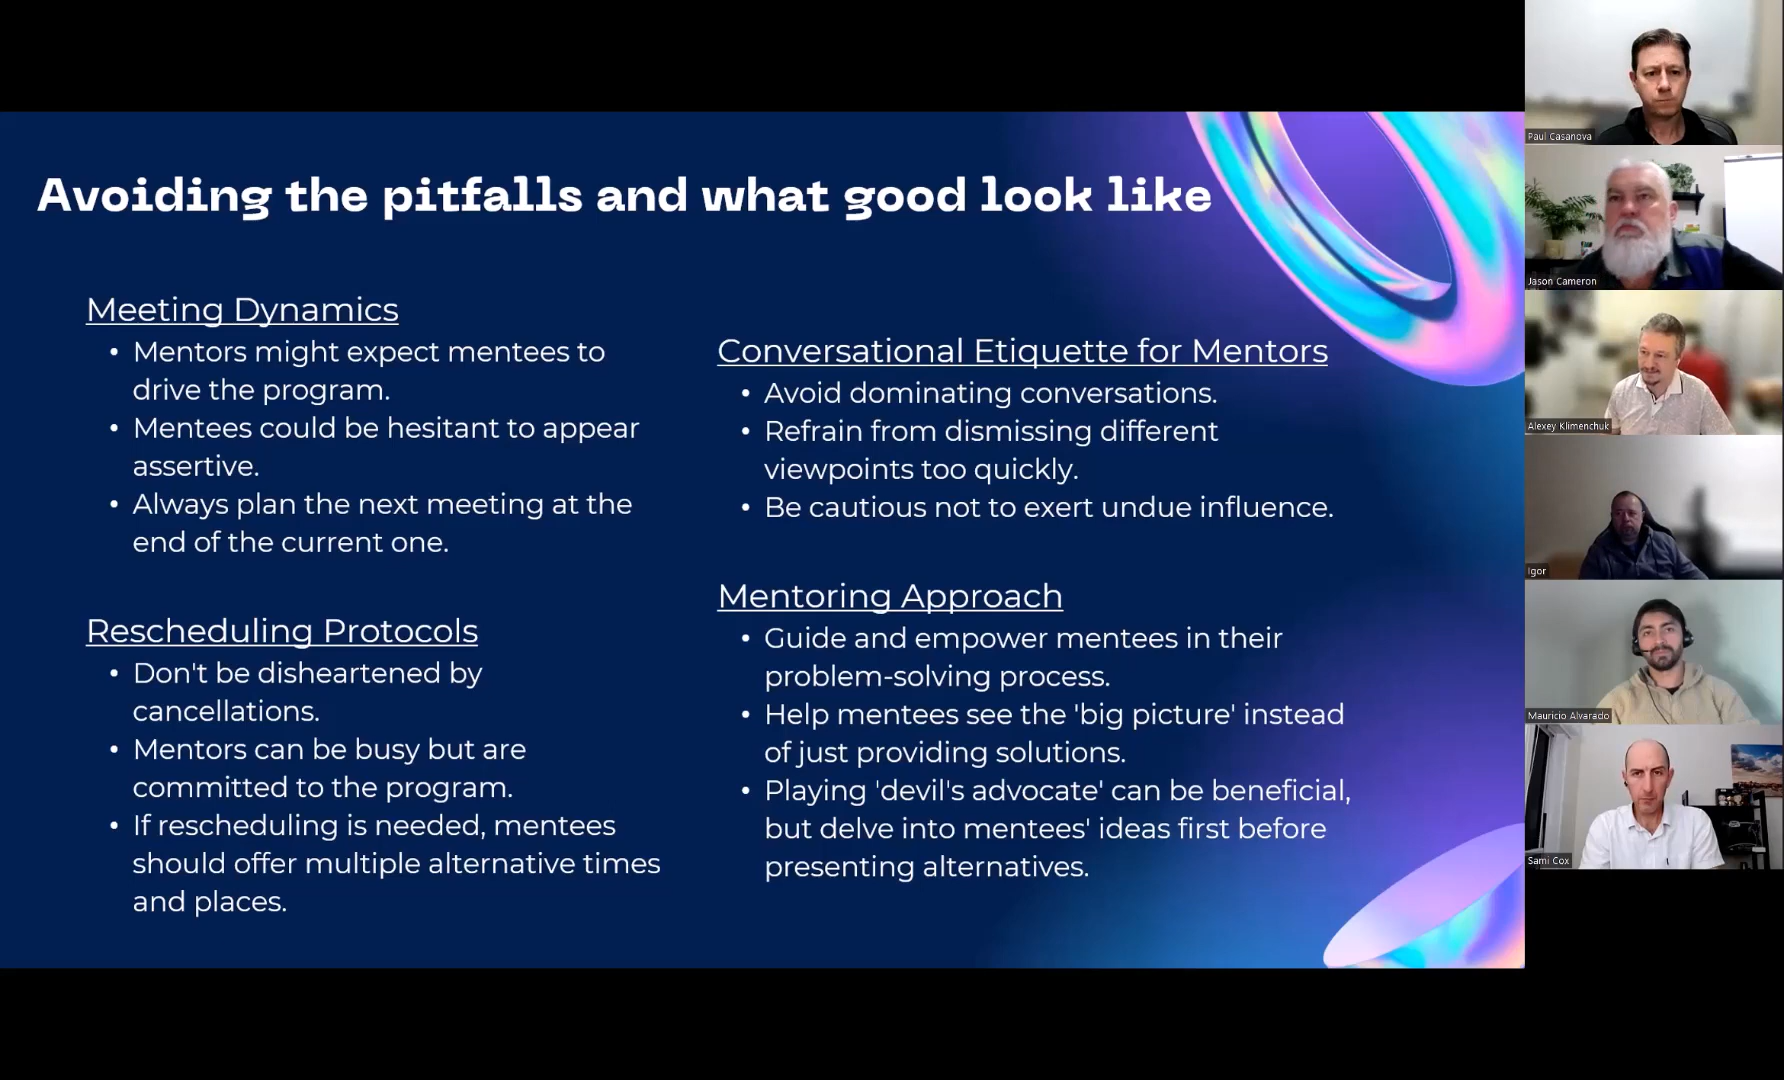 Avoiding the pitfalls and what good look like
Meeting Dynamics
• Mentors might expect mentees to
drive the program.
• Mentees could be hesitant to appear
assertive.
• Always plan the next meeting at the
end of the current one.
Rescheduling Protocols
• Don't be disheartened by
cancellations.
• Mentors can be busy but are
committed to the program.
• If rescheduling is needed, mentees
should offer multiple alternative times
and places.
Conversational Etiquette for Mentors
• Avoid dominating conversations.
• Refrain from dismissing different
viewpoints too quickly.
• Be cautious not to exert undue influence.
Mentoring Approach
• Guide and empower mentees in their
problem-solving process.
• Help mentees see the 'big picture' instead
of just providing solutions.
• Playing 'devil's advocate' can be beneficial,
but delve into mentees' ideas first before
presenting alternatives.
Paul Casanova
Jason Cameron
Alexey Klimenchuk
Igor
Mauricio Alvarado
Sami Cox